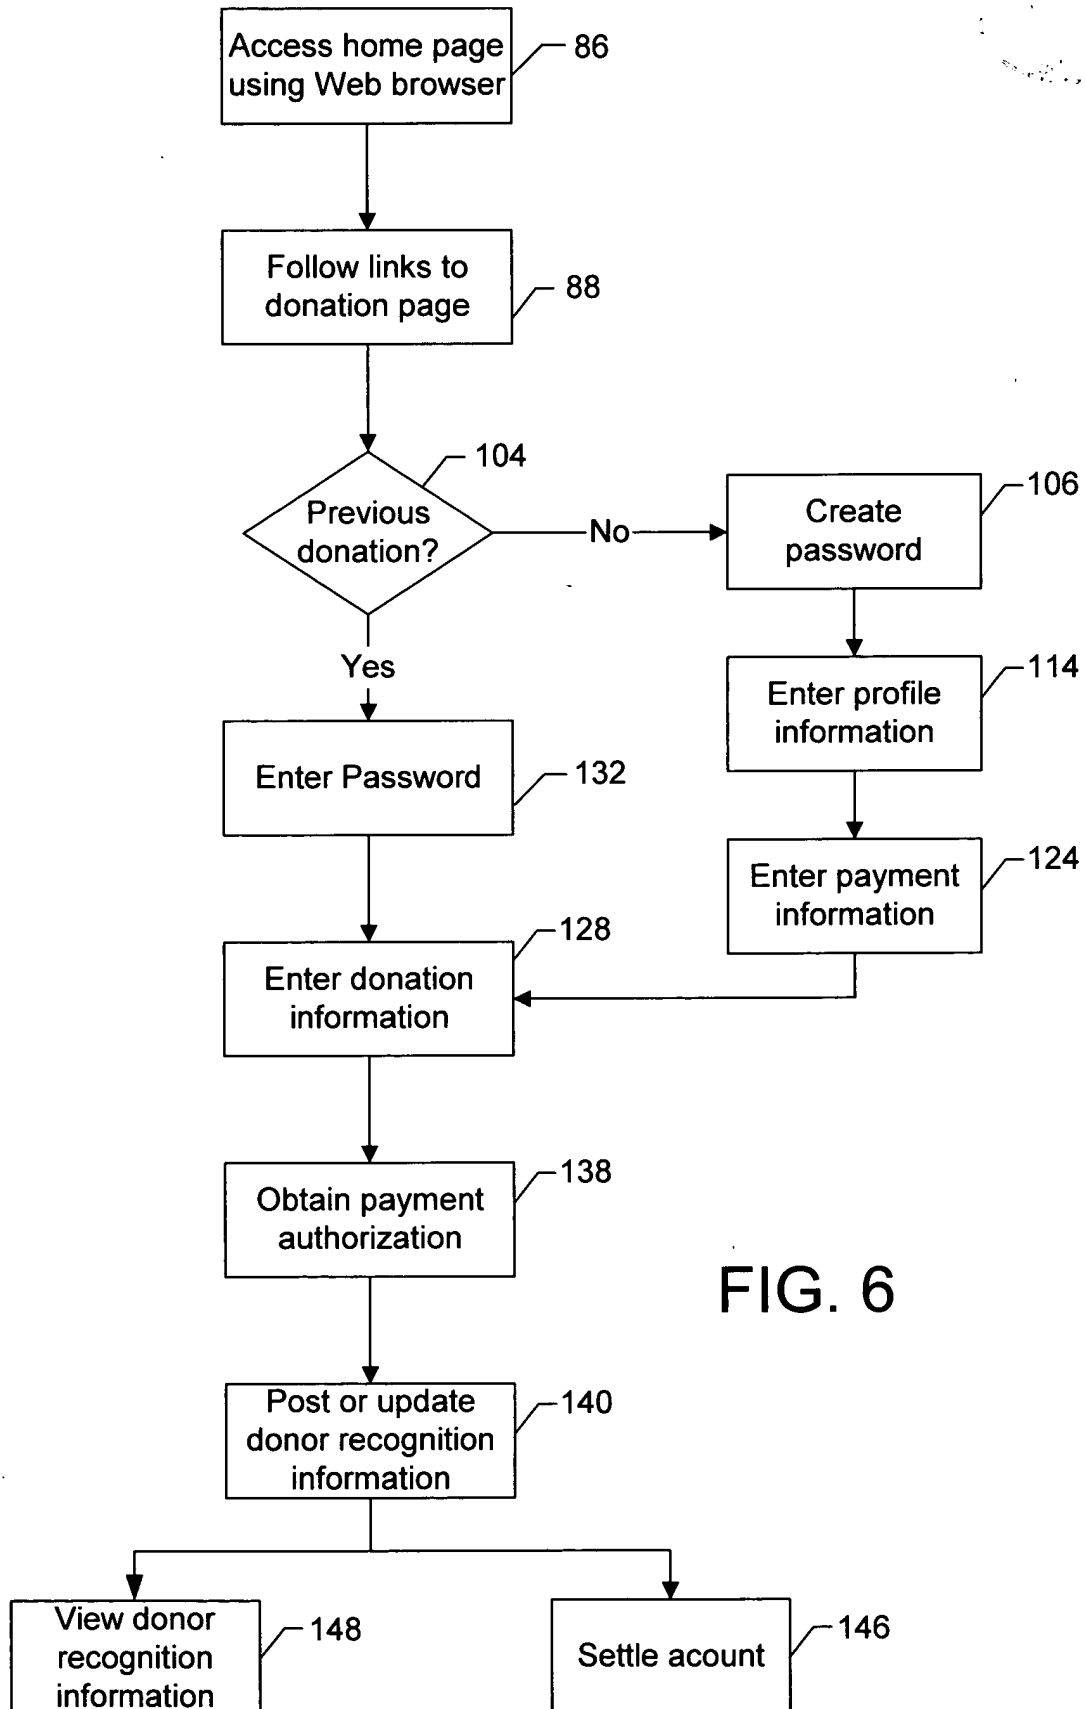 Access home page
using Web browser
86
Follow links to
donation page
88
104
Previous
donation?
No
Create
password
106
Yes
Enter profile
information
114
Enter Password
132
Enter payment
information
124
128
Enter donation
information
Obtain payment
authorization
138
FIG. 6
Post or update
donor recognition
information
140
View donor
recognition
information
148
Settle acount
146